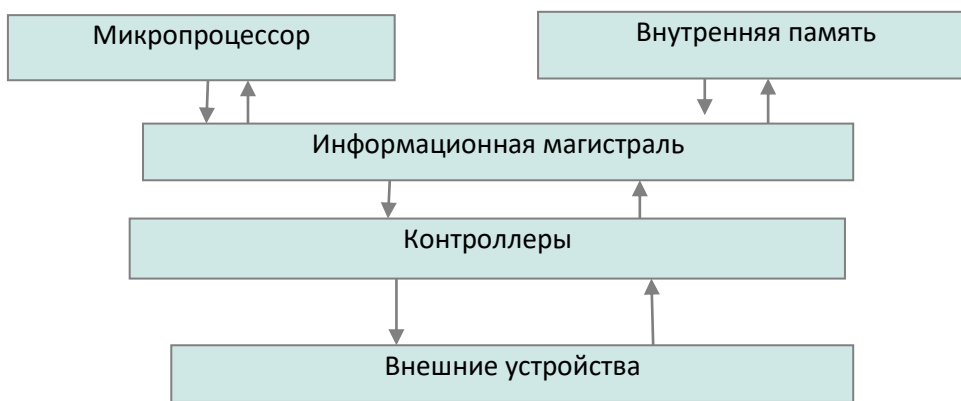 Микропроцессор
Внутренняя память
Информационная магистраль
Контроллеры
Внешние устройства